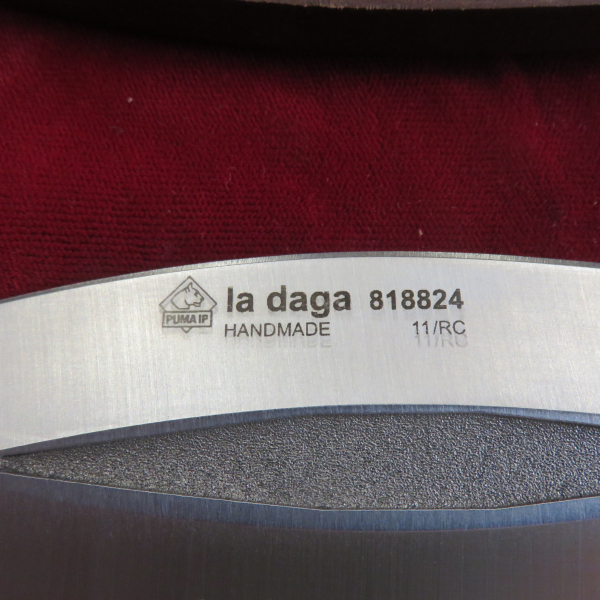 PUMA IP
la daga 818824
HANDMADE 11/RC